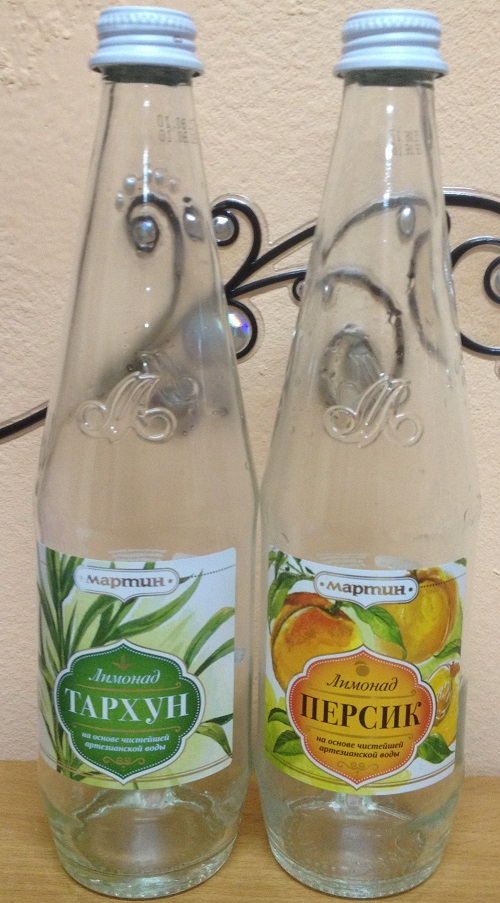 мартин
Лимонад
ТАРХУН
на основе чистейшей
артезианской воды
мартин
Лимонад
ПЕРСИК
на основе чистейшей
артезианской воды